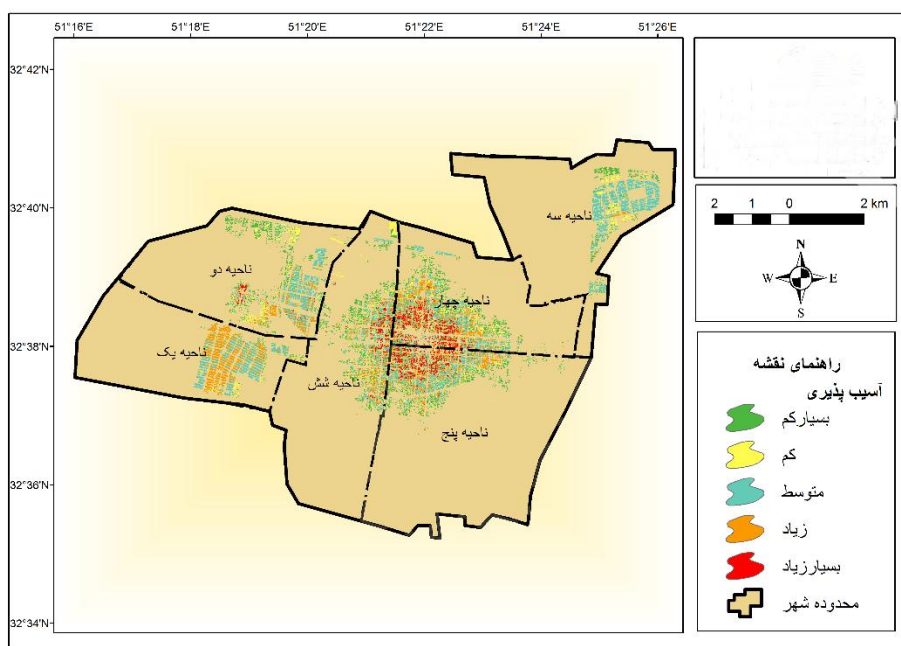 51°16'E 51°18'E 51°20'E 51°22'E 51°24'E 51°26'E
32°42'N
32°40'N
32°38'N
32°36'N
32°34'N
ناحیه سه
ناحیه دو
ناحیه چهار
ناحیه یک
ناحیه شش
ناحیه پنج
2 1 0 2 km
N
W E
S
راهنمای نقشه
آسیب پذیری
بسیارکم
کم
متوسط
زیاد
بسیارزیاد
محدوده شهر